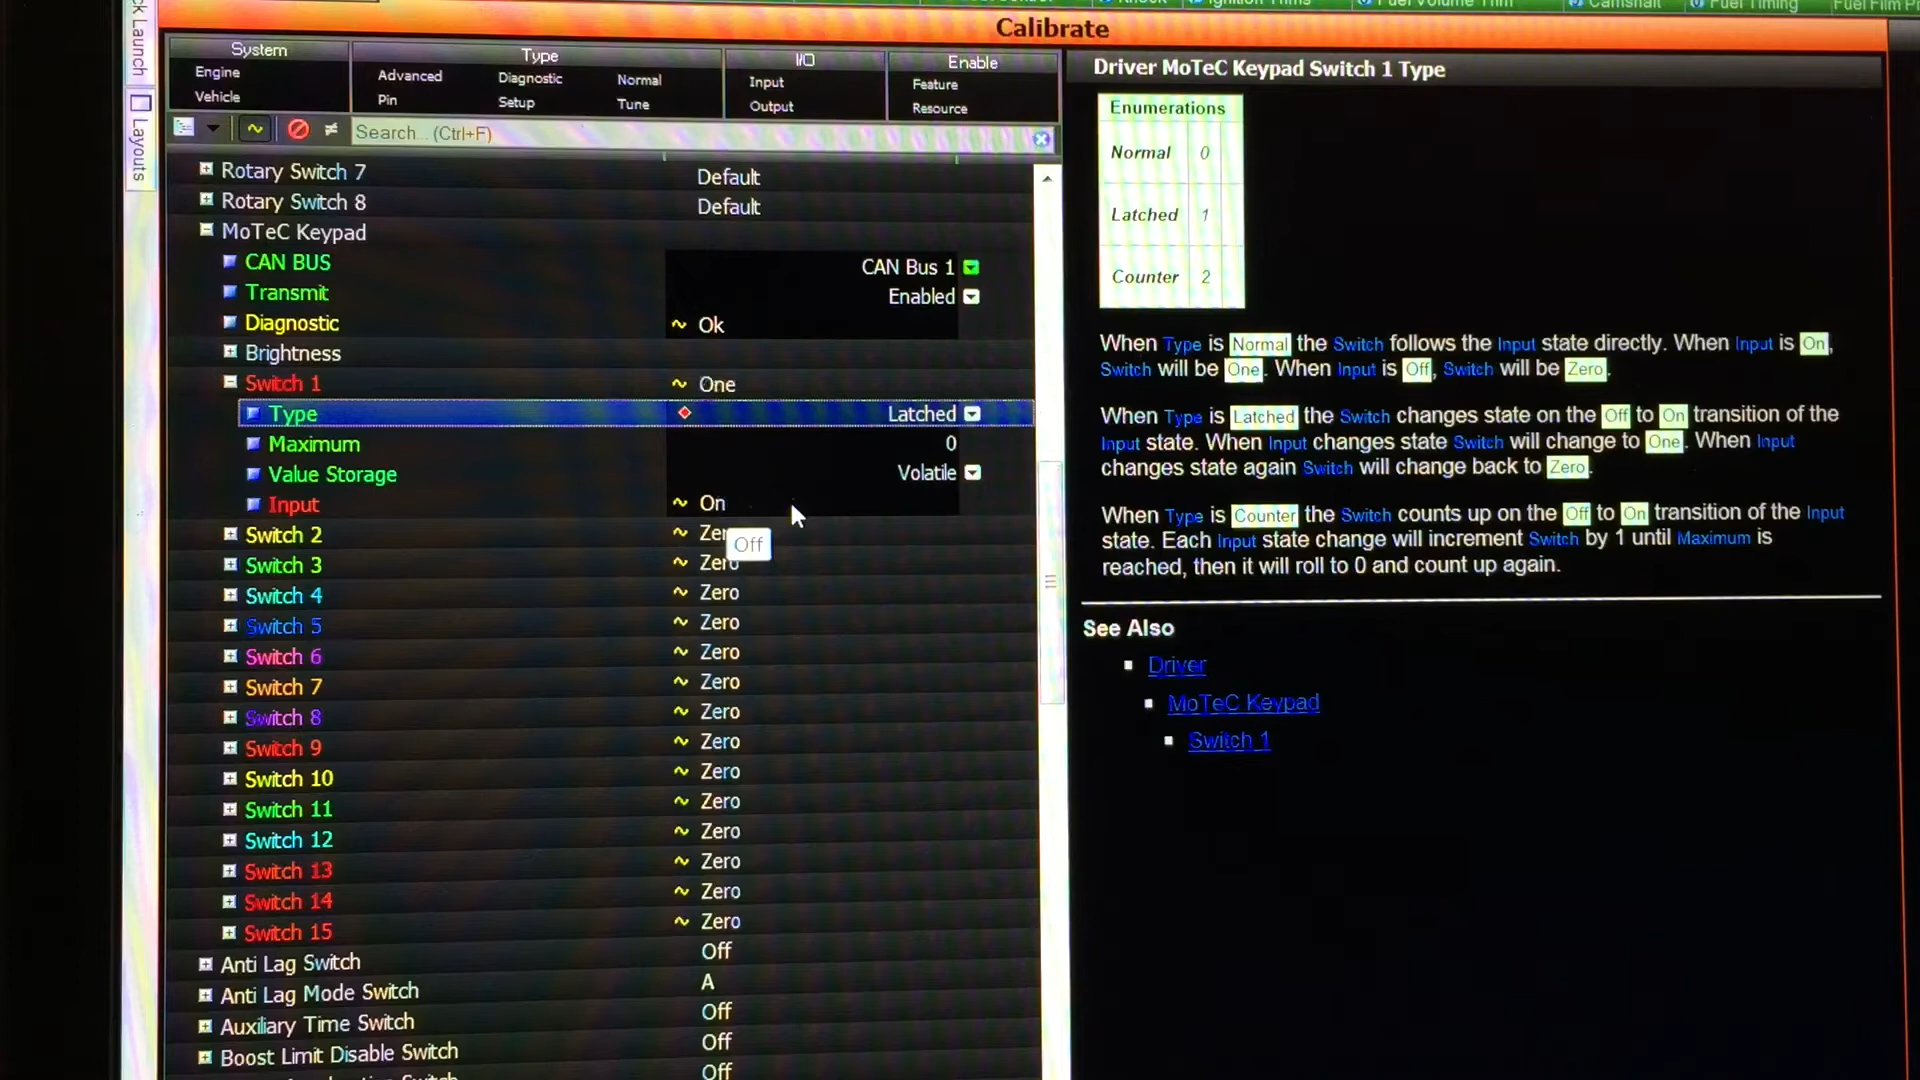 Knock
Ignition Trims
Fuel Volume Trim
Camshaft
Fuel Timing
Fuel Film
Calibrate
Launch
Layouts
System
Engine
Vehicle
Type
Advanced
Diagnostic
Normal
Pin
Setup
Tune
I/O
Input
Output
Enable
Feature
Resource
Search... (Ctrl+F)
Rotary Switch 7 Default
Rotary Switch 8 Default
MoTeC Keypad
CAN BUS CAN Bus 1
Transmit Enabled
Diagnostic Ok
Brightness
Switch 1 One
Type Latched
Maximum 0
Value Storage Volatile
Input On
Off
Switch 2
Switch 3 Zero
Switch 4 Zero
Switch 5 Zero
Switch 6 Zero
Switch 7 Zero
Switch 8 Zero
Switch 9 Zero
Switch 10 Zero
Switch 11 Zero
Switch 12 Zero
Switch 13 Zero
Switch 14 Zero
Switch 15 Zero
Anti Lag Switch Off
Anti Lag Mode Switch A
Auxiliary Time Switch Off
Boost Limit Disable Switch Off
Off
Driver MoTeC Keypad Switch 1 Type
Enumerations
Normal 0
Latched 1
Counter 2
When Type is Normal the Switch follows the Input state directly. When Input is On,
Switch will be One. When Input is Off, Switch will be Zero.
When Type is Latched the Switch changes state on the Off to On transition of the
Input state. When Input changes state Switch will change to One. When Input
changes state again Switch will change back to Zero.
When Type is Counter the Switch counts up on the Off to On transition of the Input
state. Each Input state change will increment Switch by 1 until Maximum is
reached, then it will roll to 0 and count up again.
See Also
Driver
MoTeC Keypad
Switch 1